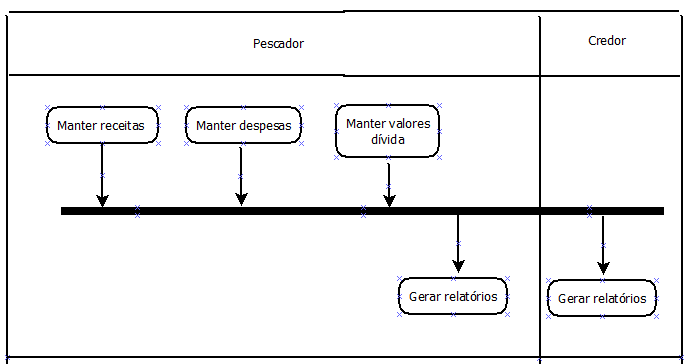 Pescador
Credor
Manter receitas
Manter despesas
Manter valores
dívida
Gerar relatórios
Gerar relatórios